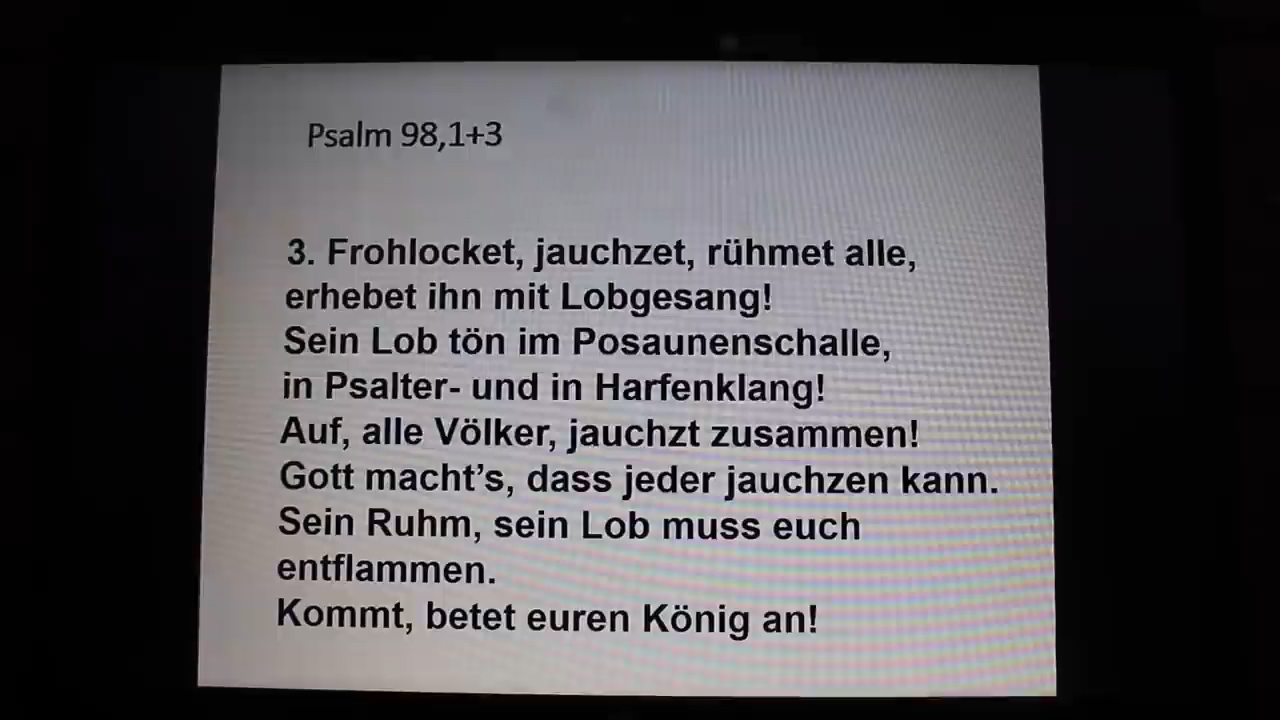 Psalm 98,1+3
3. Frohlocket, jauchzet, rühmet alle,
erhebet ihn mit Lobgesang!
Sein Lob tön im Posaunenschalle,
in Psalter- und in Harfenklang!
Auf, alle Völker, jauchzt zusammen!
Gott macht’s, dass jeder jauchzen kann.
Sein Ruhm, sein Lob muss euch
entflammen.
Kommt, betet euren König an!